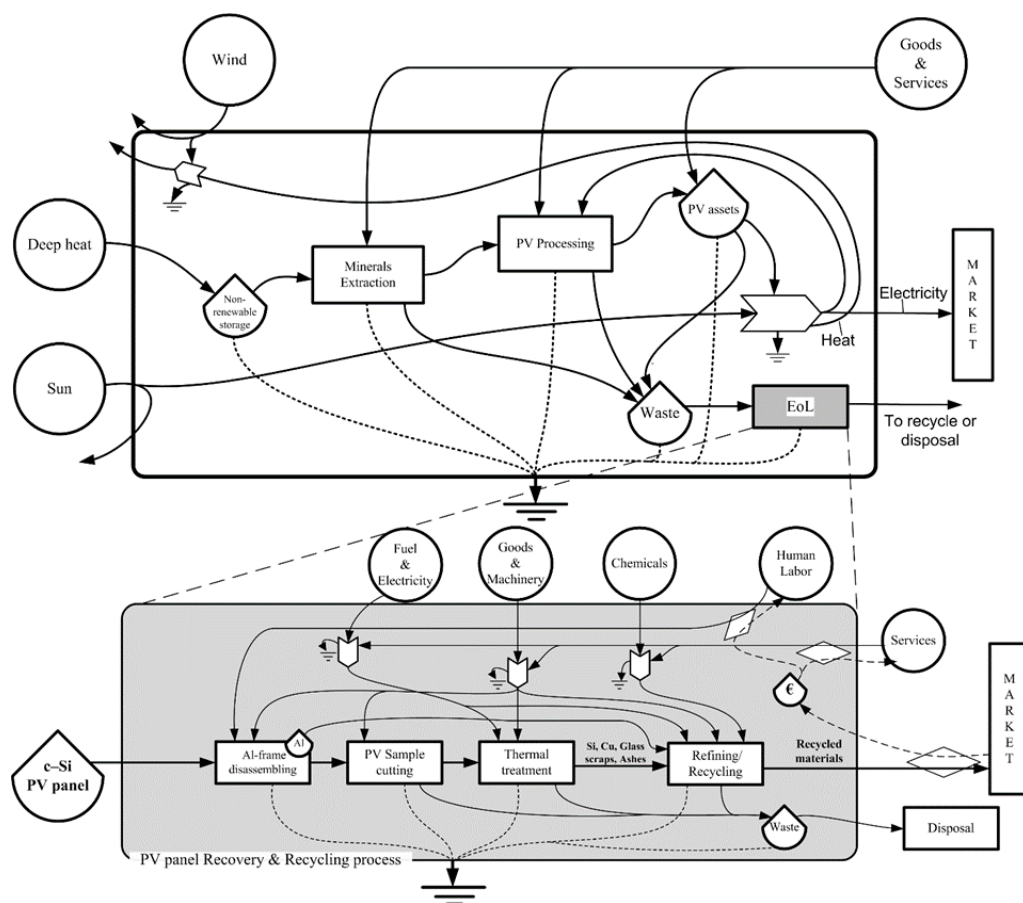 Wind
Goods
&
Services
Deep heat
Non-
renewable
storage
Minerals
Extraction
PV Processing
PV assets
Electricity
Heat
MARKET
Sun
Waste
EoL
To recycle or
disposal
Fuel
&
Electricity
Goods
&
Machinery
Chemicals
Human
Labor
Services
€
MARKET
c–Si
PV panel
Al-frame
disassembling
Al
PV Sample
cutting
Thermal
treatment
Si, Cu, Glass
scraps, Ashes
Refining/
Recycling
Recycled
materials
Waste
Disposal
PV panel Recovery & Recycling process